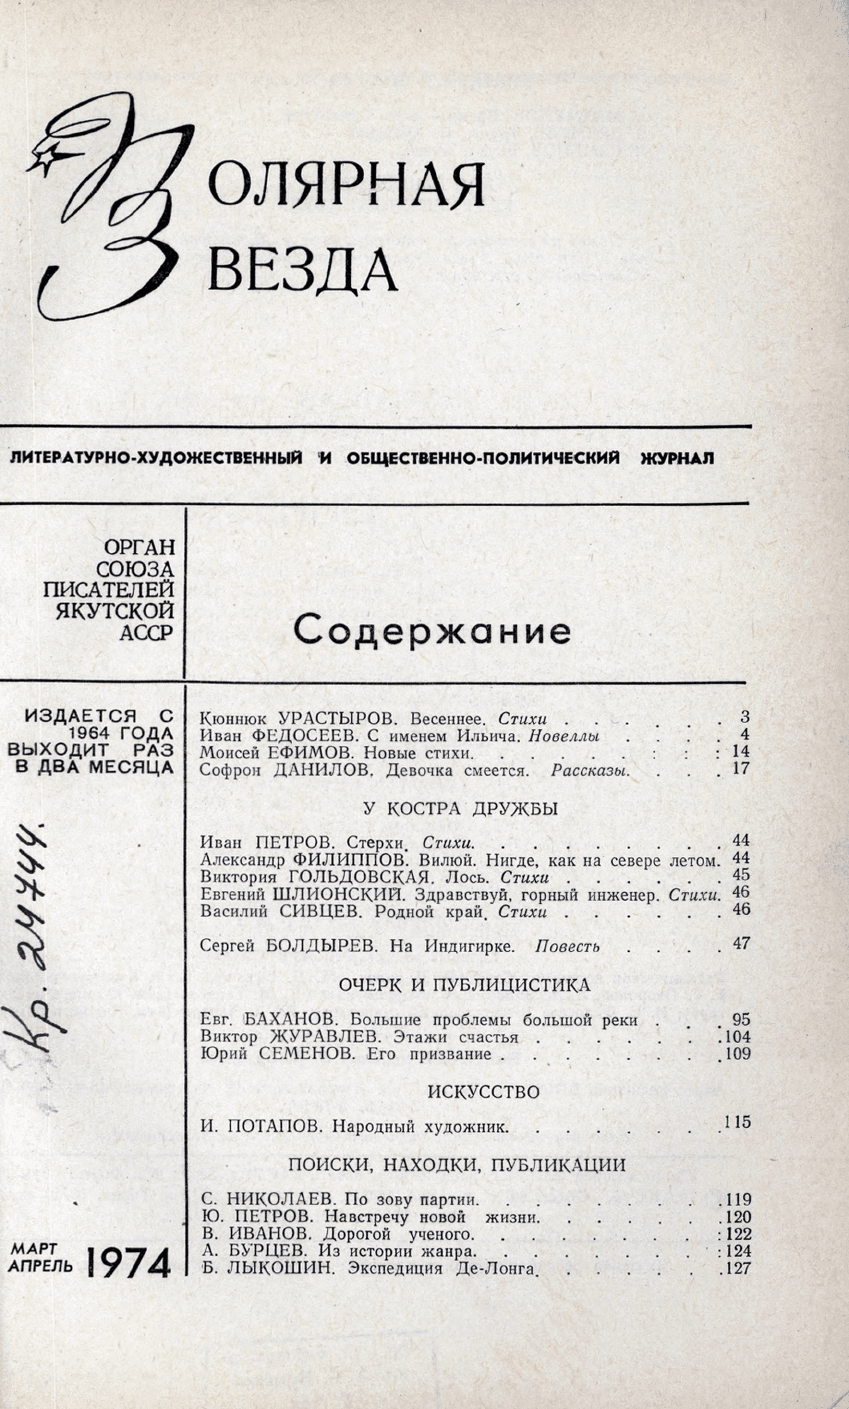 ПОЛЯРНАЯ
ЗВЕЗДА
ЛИТЕРАТУРНО-ХУДОЖЕСТВЕННЫЙ И ОБЩЕСТВЕННО-ПОЛИТИЧЕСКИЙ ЖУРНАЛ
ОРГАН
СОЮЗА
ПИСАТЕЛЕЙ
ЯКУТСКОЙ
АССР
Содержание
ИЗДАЕТСЯ С
1964 ГОДА
ВЫХОДИТ РАЗ
В ДВА МЕСЯЦА
Кюннюк УРАСТЫРОВ. Весеннее. Стихи . . . . . . 3
Иван ФЕДОСЕЕВ. С именем Ильича. Новеллы . . . . 4
Моисей ЕФИМОВ. Новые стихи. . . . . . : : : 14
Софрон ДАНИЛОВ. Девочка смеется. Рассказы. . . . 17
У КОСТРА ДРУЖБЫ
Иван ПЕТРОВ. Стерхи. Стихи. . . . . . . . . 44
Александр ФИЛИППОВ. Вилюй. Нигде, как на севере летом. 44
Виктория ГОЛЬДОВСКАЯ. Лось. Стихи . . . . . . 45
Евгений ШЛИОНСКИЙ. Здравствуй, горный инженер. Стихи. 46
Василий СИВЦЕВ. Родной край. Стихи . . . . . . 46
Сергей БОЛДЫРЕВ. На Индигирке. Повесть . . . . 47
ОЧЕРК И ПУБЛИЦИСТИКА
Евг. БАХАНОВ. Большие проблемы большой реки . . . 95
Виктор ЖУРАВЛЕВ. Этажи счастья . . . . . . .104
Юрий СЕМЕНОВ. Его призвание . . . . . . . .109
ИСКУССТВО
И. ПОТАПОВ. Народный художник. . . . . . . .115
ПОИСКИ, НАХОДКИ, ПУБЛИКАЦИИ
С. НИКОЛАЕВ. По зову партии. . . . . . . . .119
Ю. ПЕТРОВ. Навстречу новой жизни. . . . . . .120
В. ИВАНОВ. Дорогой ученого. . . . . . . . :122
А. БУРЦЕВ. Из истории жанра. . . . . . . . :124
Б. ЛЫКОШИН. Экспедиция Де-Лонга. . . . . . .127
Кр. 24744.
МАРТ
АПРЕЛЬ 1974